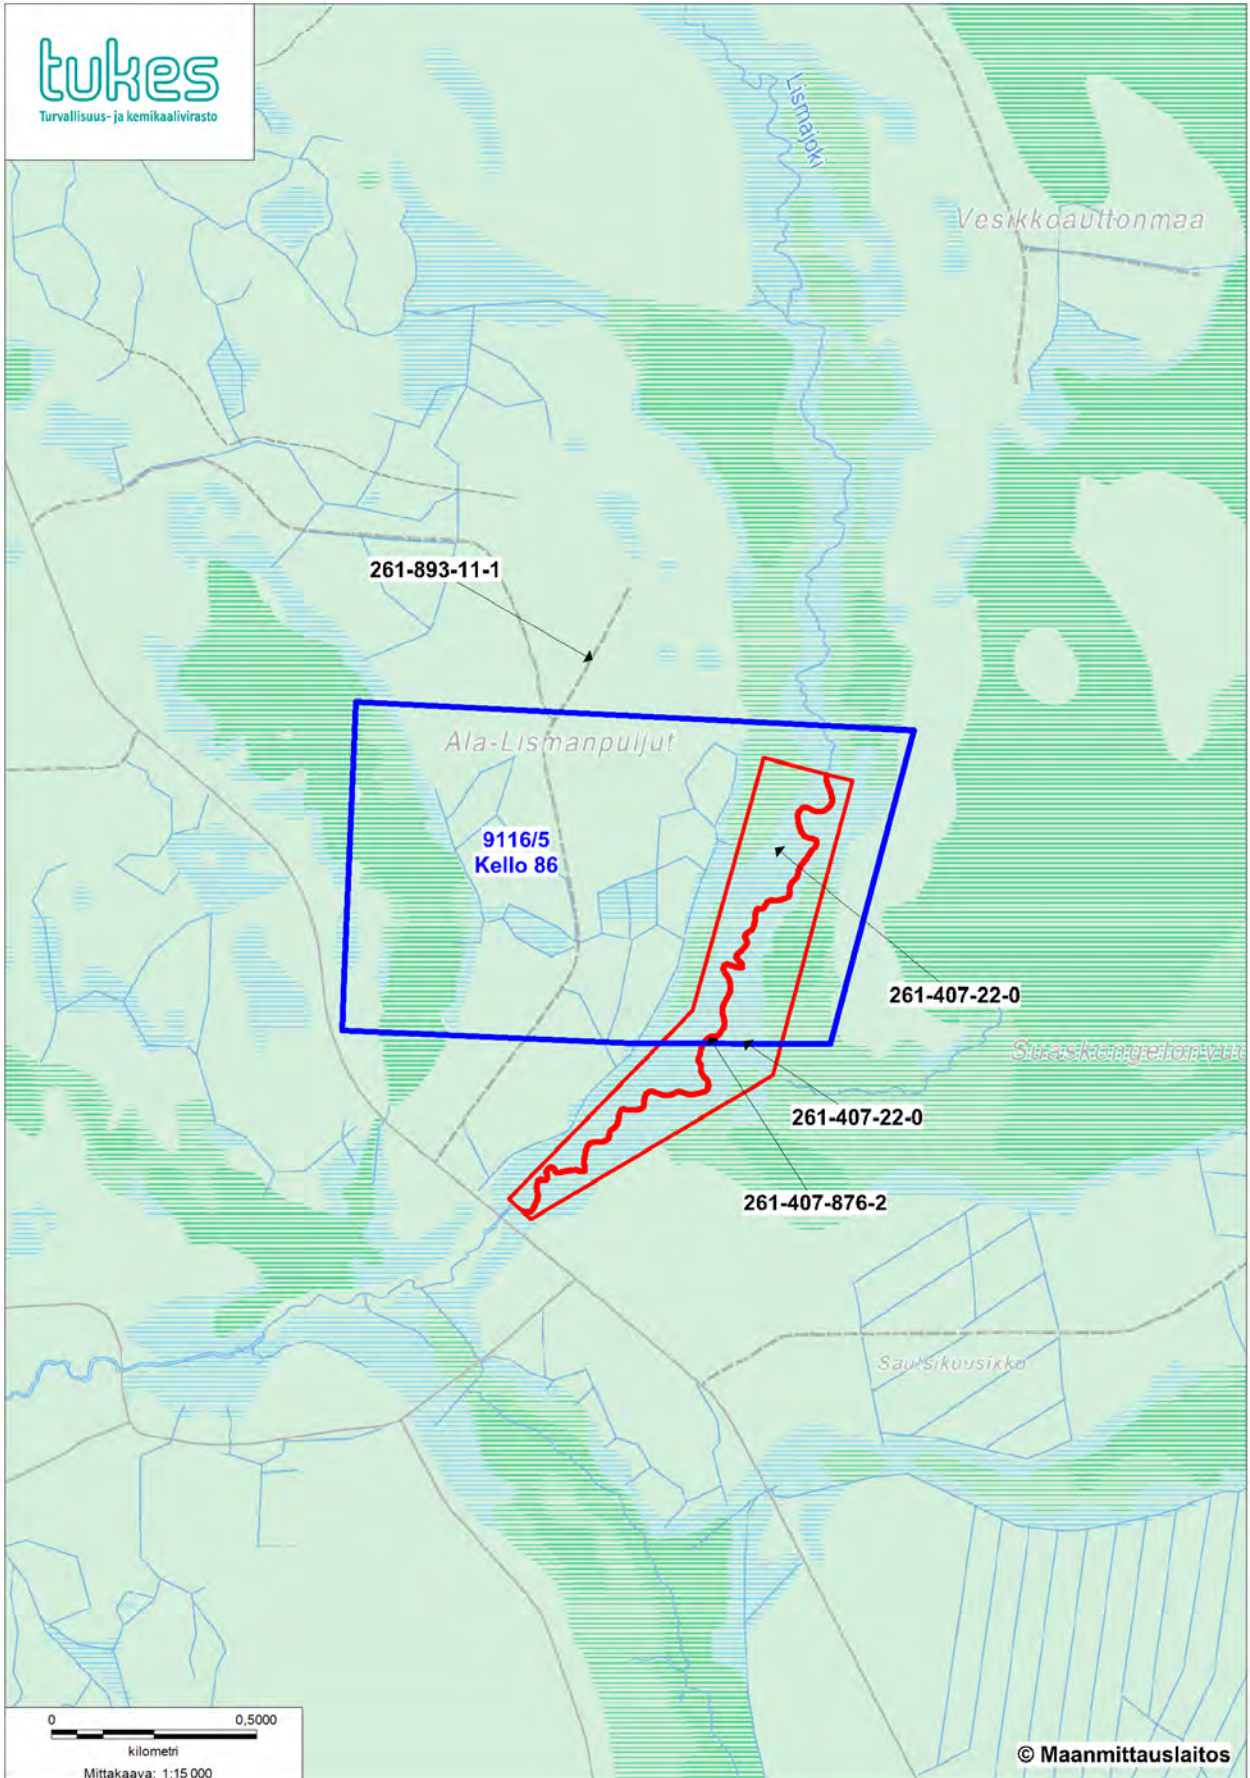 tukes
Turvallisuus- ja kemikaalivirasto
Lismajoki
Vesikkoauttonmaa
261-893-11-1
Ala-Lismanpuljut
9116/5
Kello 86
261-407-22-0
261-407-22-0
261-407-876-2
0 0,5000
kilometri
Mittakaava: 1:15 000
© Maanmittauslaitos